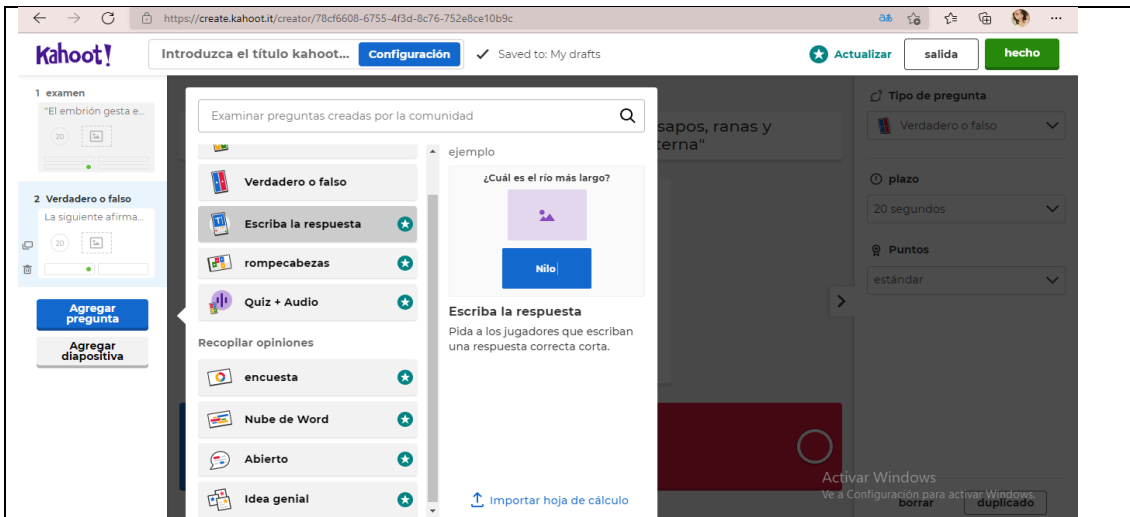 https://create.kahoot.it/creator/78cf6608-6755-4f3d-8c76-752e8ce10b9c
Kahoot!
Introduzca el título kahoot...
Configuración
Saved to: My drafts
Actualizar
salida
hecho
1 examen
"El embrión gesta e...
20
2 Verdadero o falso
La siguiente afirma...
20
Agregar pregunta
Agregar diapositiva
Examinar preguntas creadas por la comunidad
Verdadero o falso
Escriba la respuesta
rompecabezas
Quiz + Audio
Recopilar opiniones
encuesta
Nube de Word
Abierto
Idea genial
ejemplo
¿Cuál es el río más largo?
Nilo
Escriba la respuesta
Pida a los jugadores que escriban
una respuesta correcta corta.
Importar hoja de cálculo
sapos, ranas y
terna"
Tipo de pregunta
Verdadero o falso
plazo
20 segundos
Puntos
estándar
Activar Windows
Ve a Configuración para activar Windows.
borrar
duplicado